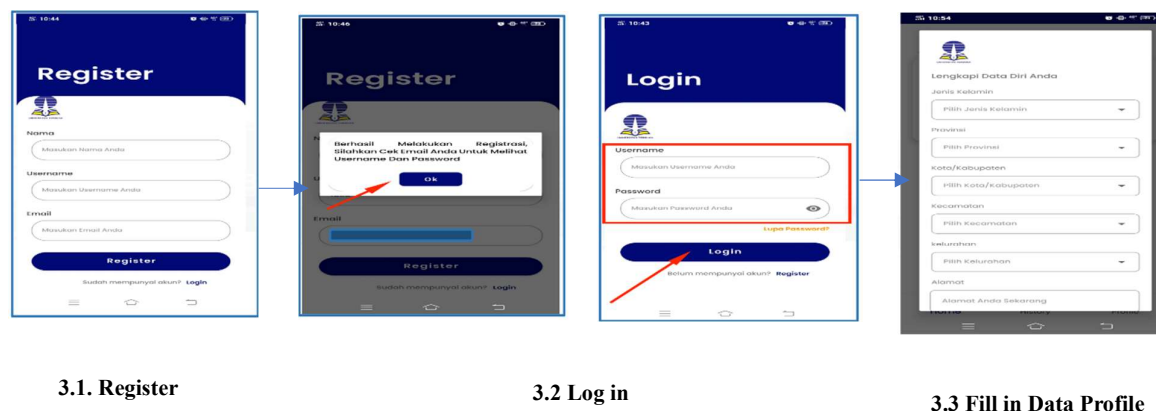 10:44
Register
Nama
Masukan Nama Anda
Username
Masukan Username Anda
Email
Masukan Email Anda
Register
Sudah mempunyai akun? Login
10:46
Register
Berhasil Melakukan Registrasi,
Silahkan Cek Email Anda Untuk Melihat
Username Dan Password
Ok
Email
Register
Sudah mempunyai akun? Login
10:43
Login
Username
Masukan Username Anda
Password
Masukan Password Anda
Lupa Password?
Login
Belum mempunyai akun? Register
10:54
Lengkapi Data Diri Anda
Jenis Kelamin
Pilih Jenis Kelamin
Provinsi
Pilih Provinsi
Kota/Kabupaten
Pilih Kota/Kabupaten
Kecamatan
Pilih Kecamatan
kelurahan
Pilih Kelurahan
Alamat
Alamat Anda Sekarang
3.1. Register
3.2 Log in
3.3 Fill in Data Profile